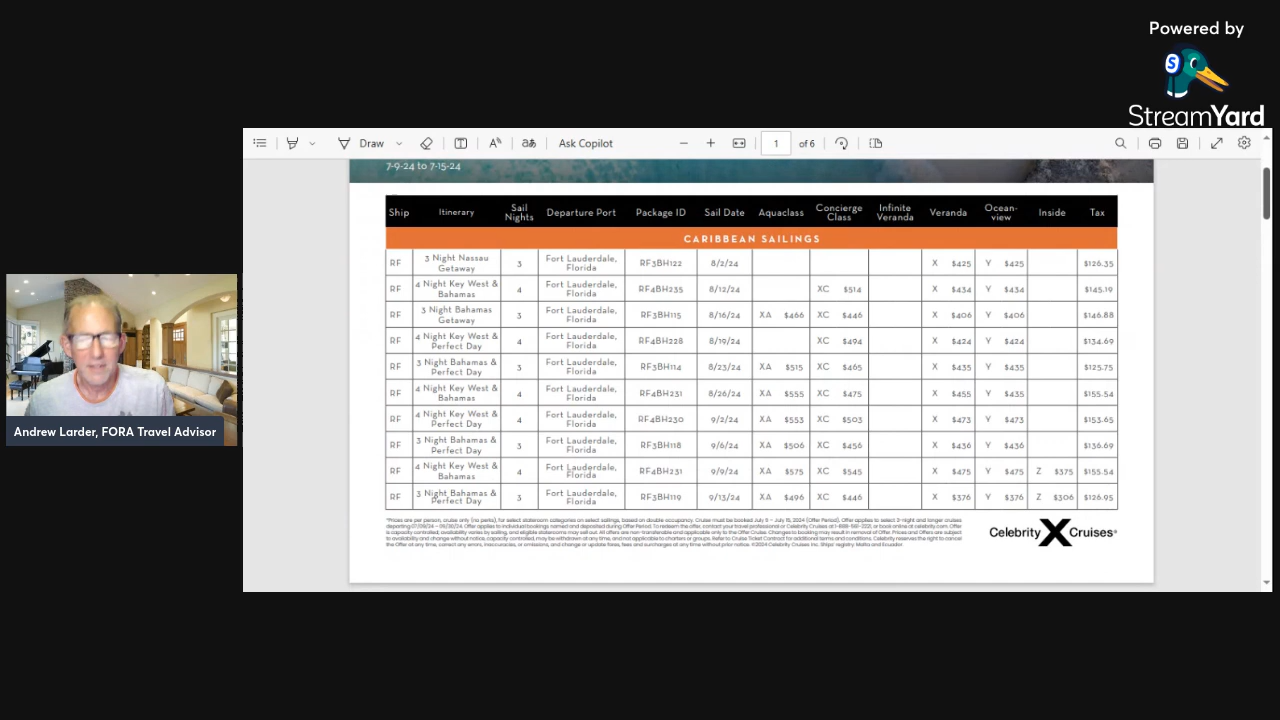 Powered by
S
StreamYard
Draw
Ask Copilot
1 of 6
7-9-24 to 7-15-24
Ship Itinerary Sail Nights Departure Port Package ID Sail Date Aquaclass Concierge Class Infinite Veranda Veranda Ocean-view Inside Tax
CARIBBEAN SAILINGS
RF 3 Night Nassau Getaway 3 Fort Lauderdale, Florida RF3BH122 8/2/24 X $425 Y $425 $126.35
RF 4 Night Key West & Bahamas 4 Fort Lauderdale, Florida RF4BH235 8/12/24 XC $514 X $434 Y $434 $145.19
RF 3 Night Bahamas Getaway 3 Fort Lauderdale, Florida RF3BH115 8/16/24 XA $466 XC $446 X $406 Y $406 $146.88
RF 4 Night Key West & Perfect Day 4 Fort Lauderdale, Florida RF4BH228 8/19/24 XC $494 X $424 Y $424 $134.69
RF 3 Night Bahamas & Perfect Day 3 Fort Lauderdale, Florida RF3BH114 8/23/24 XA $515 XC $465 X $435 Y $435 $125.75
RF 4 Night Key West & Bahamas 4 Fort Lauderdale, Florida RF4BH231 8/26/24 XA $555 XC $475 X $455 Y $435 $155.54
RF 4 Night Key West & Perfect Day 4 Fort Lauderdale, Florida RF4BH230 9/2/24 XA $553 XC $503 X $473 Y $473 $153.65
RF 3 Night Bahamas & Perfect Day 3 Fort Lauderdale, Florida RF3BH118 9/6/24 XA $506 XC $456 X $436 Y $436 $136.69
RF 4 Night Key West & Bahamas 4 Fort Lauderdale, Florida RF4BH231 9/9/24 XA $575 XC $545 X $475 Y $475 Z $375 $155.54
RF 3 Night Bahamas & Perfect Day 3 Fort Lauderdale, Florida RF3BH119 9/13/24 XA $496 XC $446 X $376 Y $376 Z $306 $126.95
Celebrity X Cruises®
Andrew Larder, FORA Travel Advisor